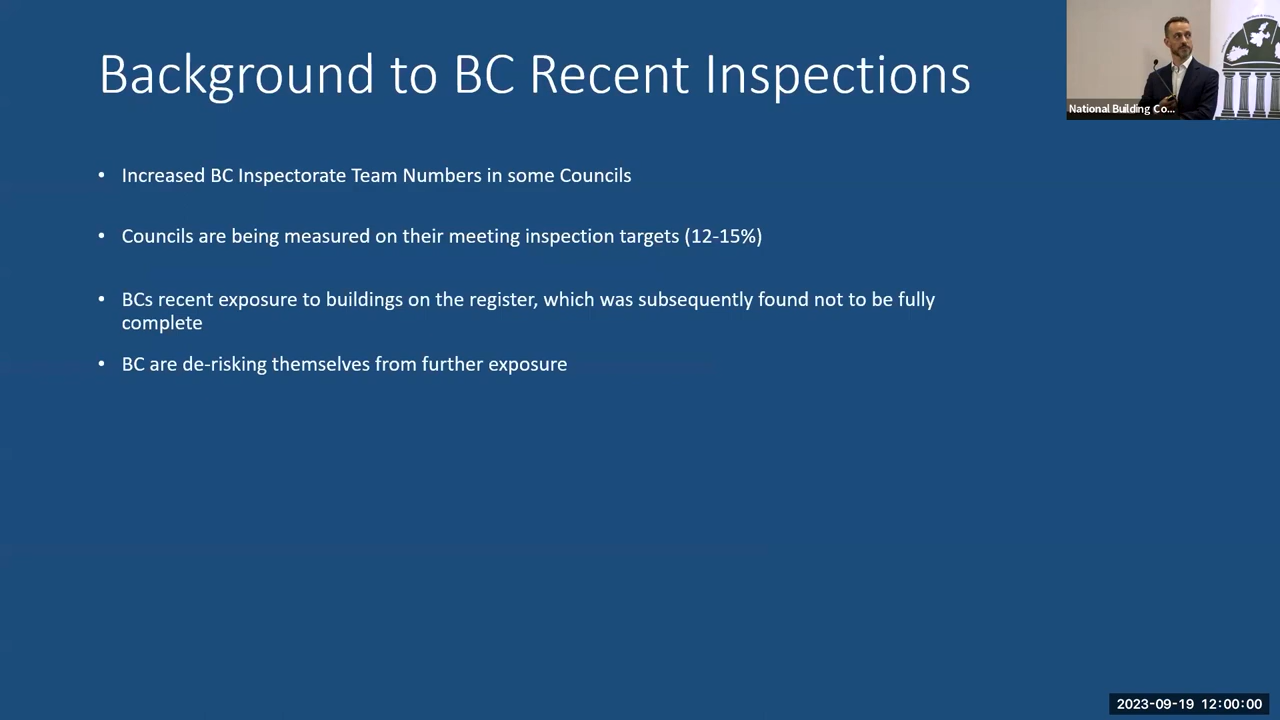 Background to BC Recent Inspections
• Increased BC Inspectorate Team Numbers in some Councils
• Councils are being measured on their meeting inspection targets (12-15%)
• BCs recent exposure to buildings on the register, which was subsequently found not to be fully
complete
• BC are de-risking themselves from further exposure
National Building Co...
2023-09-19 12:00:00